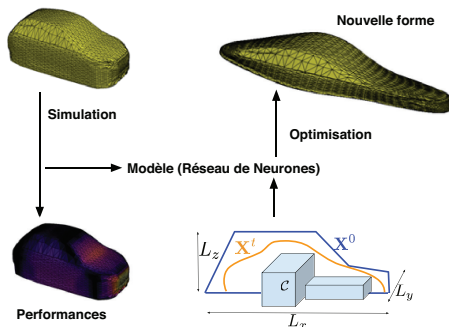 Nouvelle forme
Simulation
Optimisation
Modèle (Réseau de Neurones)
X^t
X^0
L_z
C
L_y
L_x
Performances